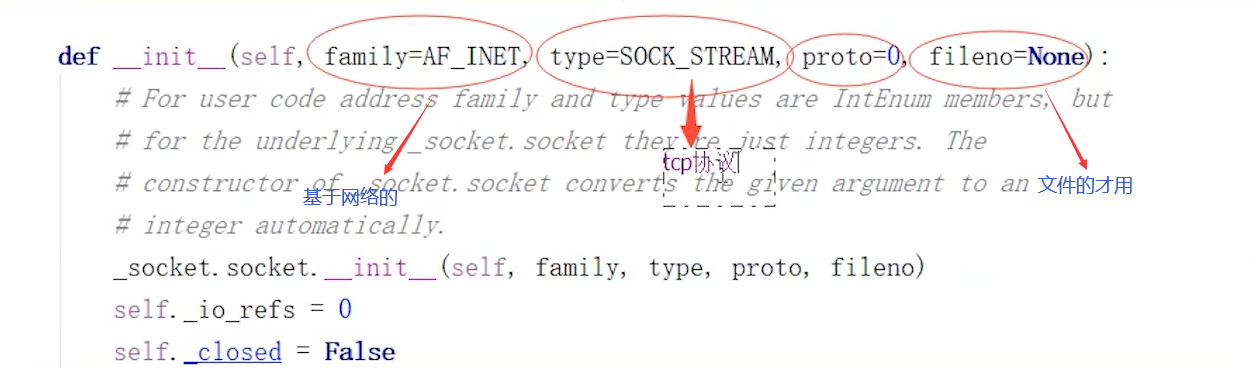 def __init__(self, family=AF_INET, type=SOCK_STREAM, proto=0, fileno=None):
# For user code address family and type values are IntEnum members, but
# for the underlying _socket.socket they're just integers. The
tcp协议
# constructor of _socket.socket converts the given argument to an
基于网络的
文件的才用
# integer automatically.
_socket.socket.__init__(self, family, type, proto, fileno)
self._io_refs = 0
self._closed = False